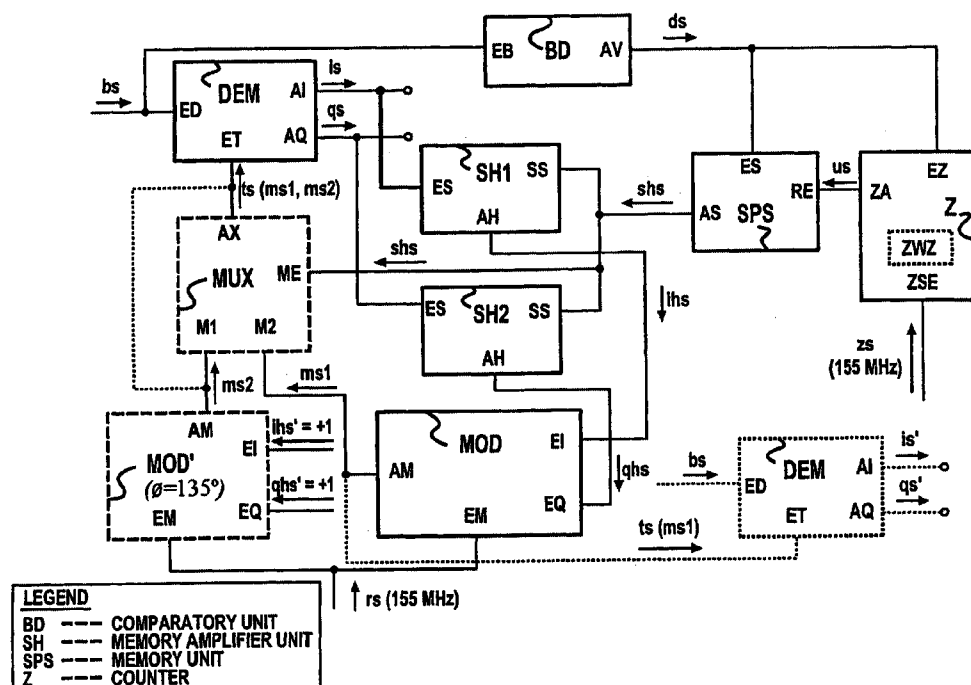 ds
EB BD AV
bs
ED DEM AI is
AQ qs
ET
ES SH1 SS
AH
shs
ES
us
AS SPS RE
EZ
ZA Z
ZWZ
ZSE
ts (ms1, ms2)
AX
MUX ME
shs
M1 M2
ES SH2 SS
AH
ihs
zs
(155 MHz)
ms2
ms1
AM
ihs' = +1
EI
MOD'
(ø=135°)
qhs' = +1
EM EQ
MOD EI
AM
EM EQ
qhs
bs
DEM AI is'
ED
qs'
ET AQ
ts (ms1)
rs (155 MHz)
LEGEND
BD --- COMPARATORY UNIT
SH --- MEMORY AMPLIFIER UNIT
SPS --- MEMORY UNIT
Z --- COUNTER